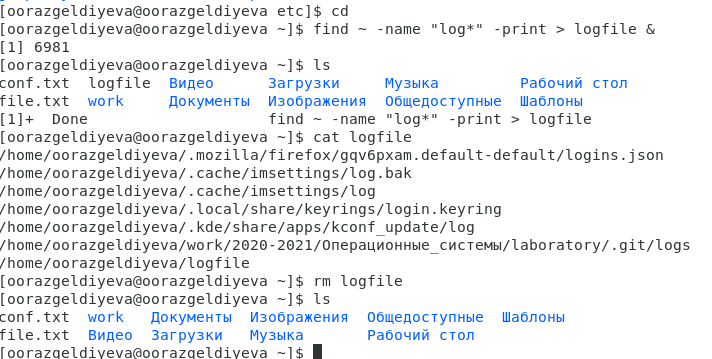 [oorazgeldiyeva@oorazgeldiyeva etc]$ cd
[oorazgeldiyeva@oorazgeldiyeva ~]$ find ~ -name "log*" -print > logfile &
[1] 6981
[oorazgeldiyeva@oorazgeldiyeva ~]$ ls
conf.txt  logfile  Видео      Загрузки     Музыка         Рабочий стол
file.txt  work     Документы  Изображения  Общедоступные  Шаблоны
[1]+  Done                    find ~ -name "log*" -print > logfile
[oorazgeldiyeva@oorazgeldiyeva ~]$ cat logfile
/home/oorazgeldiyeva/.mozilla/firefox/gqv6pxam.default-default/logins.json
/home/oorazgeldiyeva/.cache/imsettings/log.bak
/home/oorazgeldiyeva/.cache/imsettings/log
/home/oorazgeldiyeva/.local/share/keyrings/login.keyring
/home/oorazgeldiyeva/.kde/share/apps/kconf_update/log
/home/oorazgeldiyeva/work/2020-2021/Операционные_системы/laboratory/.git/logs
/home/oorazgeldiyeva/logfile
[oorazgeldiyeva@oorazgeldiyeva ~]$ rm logfile
[oorazgeldiyeva@oorazgeldiyeva ~]$ ls
conf.txt  work   Документы  Изображения  Общедоступные  Шаблоны
file.txt  Видео  Загрузки   Музыка       Рабочий стол
[oorazgeldiyeva@oorazgeldiyeva ~]$